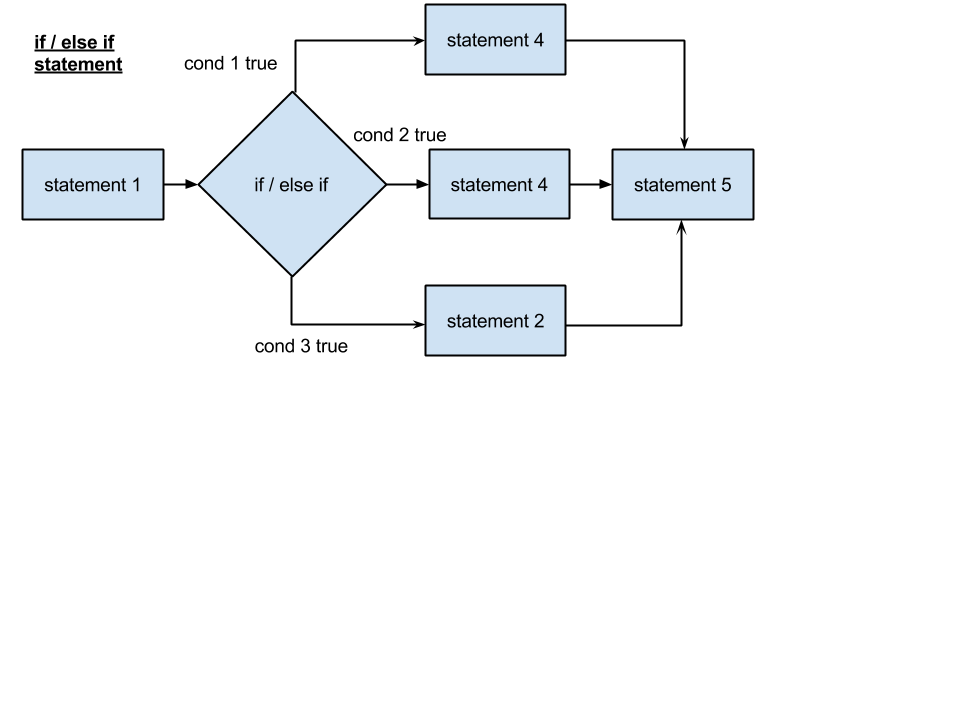 if / else if
statement
statement 4
cond 1 true
cond 2 true
statement 1
if / else if
statement 4
statement 5
statement 2
cond 3 true